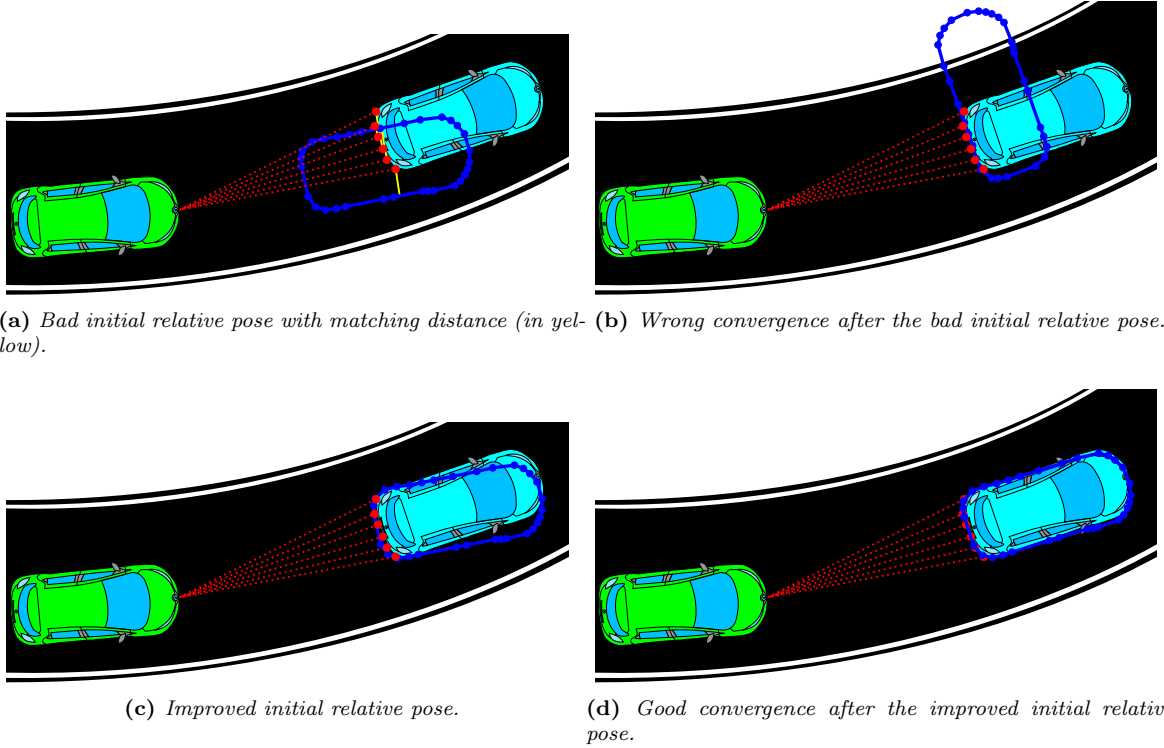 (a) Bad initial relative pose with matching distance (in yel-
low).
(b) Wrong convergence after the bad initial relative pose.
(c) Improved initial relative pose.
(d) Good convergence after the improved initial relativ
pose.